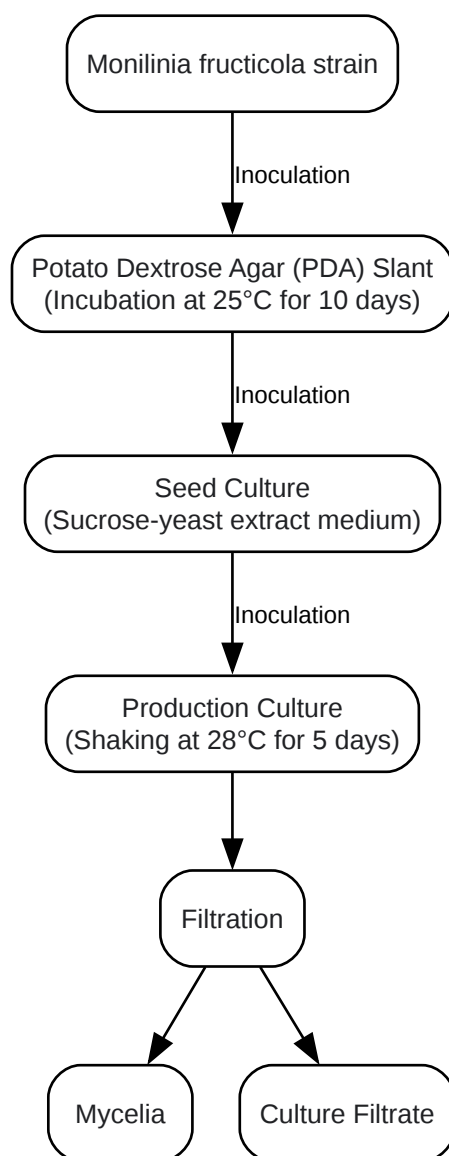 Monilinia fructicola strain
Inoculation
Potato Dextrose Agar (PDA) Slant
(Incubation at 25°C for 10 days)
Inoculation
Seed Culture
(Sucrose-yeast extract medium)
Inoculation
Production Culture
(Shaking at 28°C for 5 days)
Filtration
Mycelia
Culture Filtrate